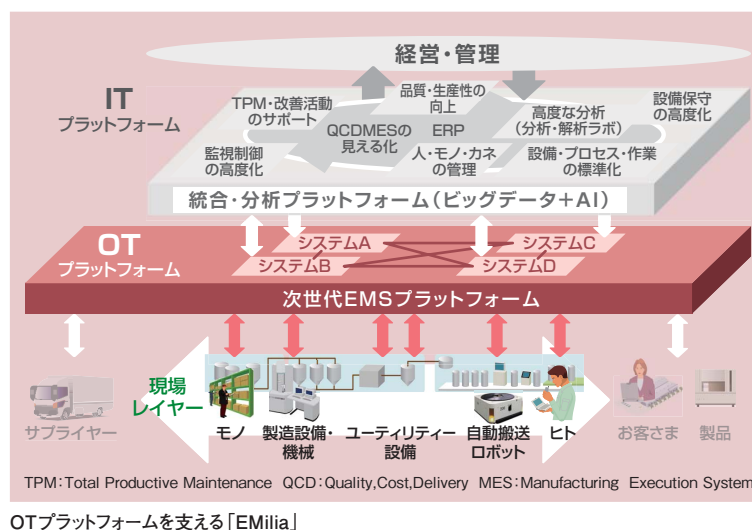 経営・管理
IT
プラットフォーム
TPM・改善活動
のサポート
品質・生産性の
向上
設備保守
の高度化
QCDMESの
見える化
ERP
高度な分析
(分析・解析ラボ)
監視制御
の高度化
人・モノ・カネ
の管理
設備・プロセス・作業
の標準化
統合・分析プラットフォーム(ビッグデータ+AI)
OT
プラットフォーム
システムA
システムC
システムB
システムD
次世代EMSプラットフォーム
現場
レイヤー
サプライヤー
モノ
製造設備・
機械
ユーティリティー
設備
自動搬送
ロボット
ヒト
お客さま
製品
TPM:Total Productive Maintenance QCD:Quality,Cost,Delivery MES:Manufacturing Execution System
OTプラットフォームを支える「EMilia」